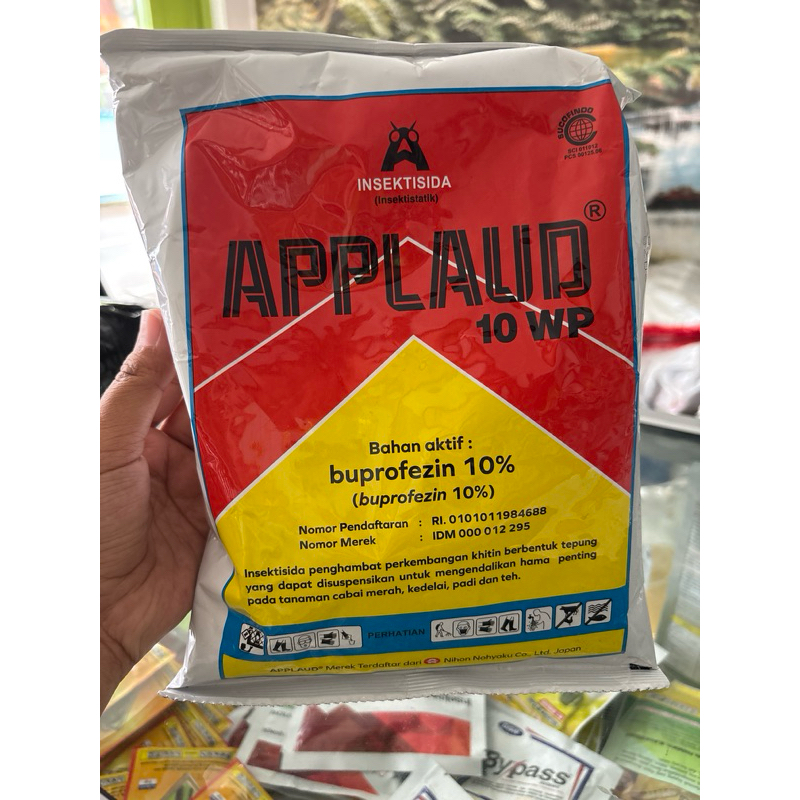 SUCOFINDO
INSEKTISIDA
(Insektistatik)
APPLAUD®
10 WP
Bahan aktif :
buprofezin 10%
(buprofezin 10%)
Nomor Pendaftaran : RI. 0101011984688
Nomor Merek : IDM 000 012 295
Insektisida penghambat perkembangan khitin berbentuk tepung
yang dapat disuspensikan untuk mengendalikan hama penting
pada tanaman cabai merah, kedelai, padi dan teh.
PERHATIAN
APPLAUD® Merek Terdaftar dari Nihon Nohyaku Co., Ltd. Japan
Bypass